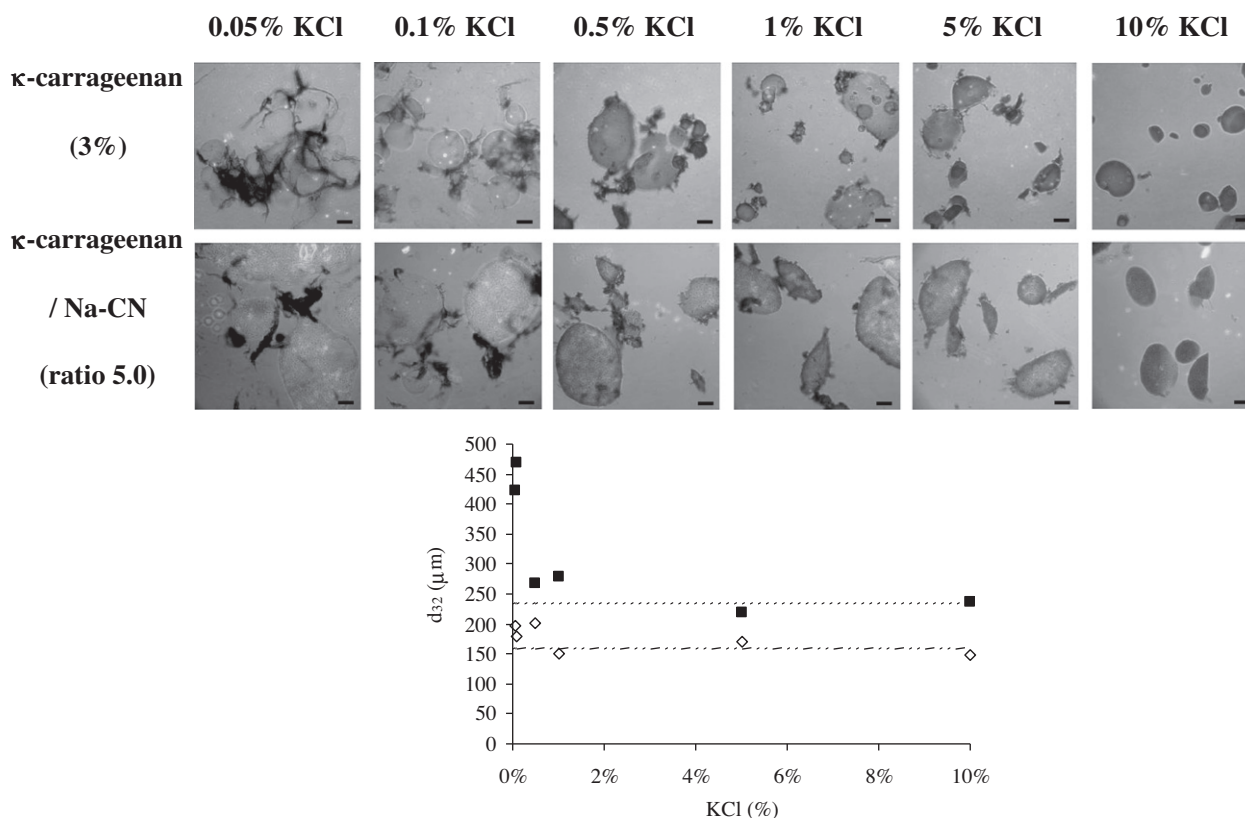 0.05% KCl 0.1% KCl 0.5% KCl 1% KCl 5% KCl 10% KCl
κ-carrageenan
(3%)
κ-carrageenan
/ Na-CN
(ratio 5.0)
500
450
400
350
300
250
200
150
100
50
0
d32 (μm)
0% 2% 4% 6% 8% 10%
KCl (%)